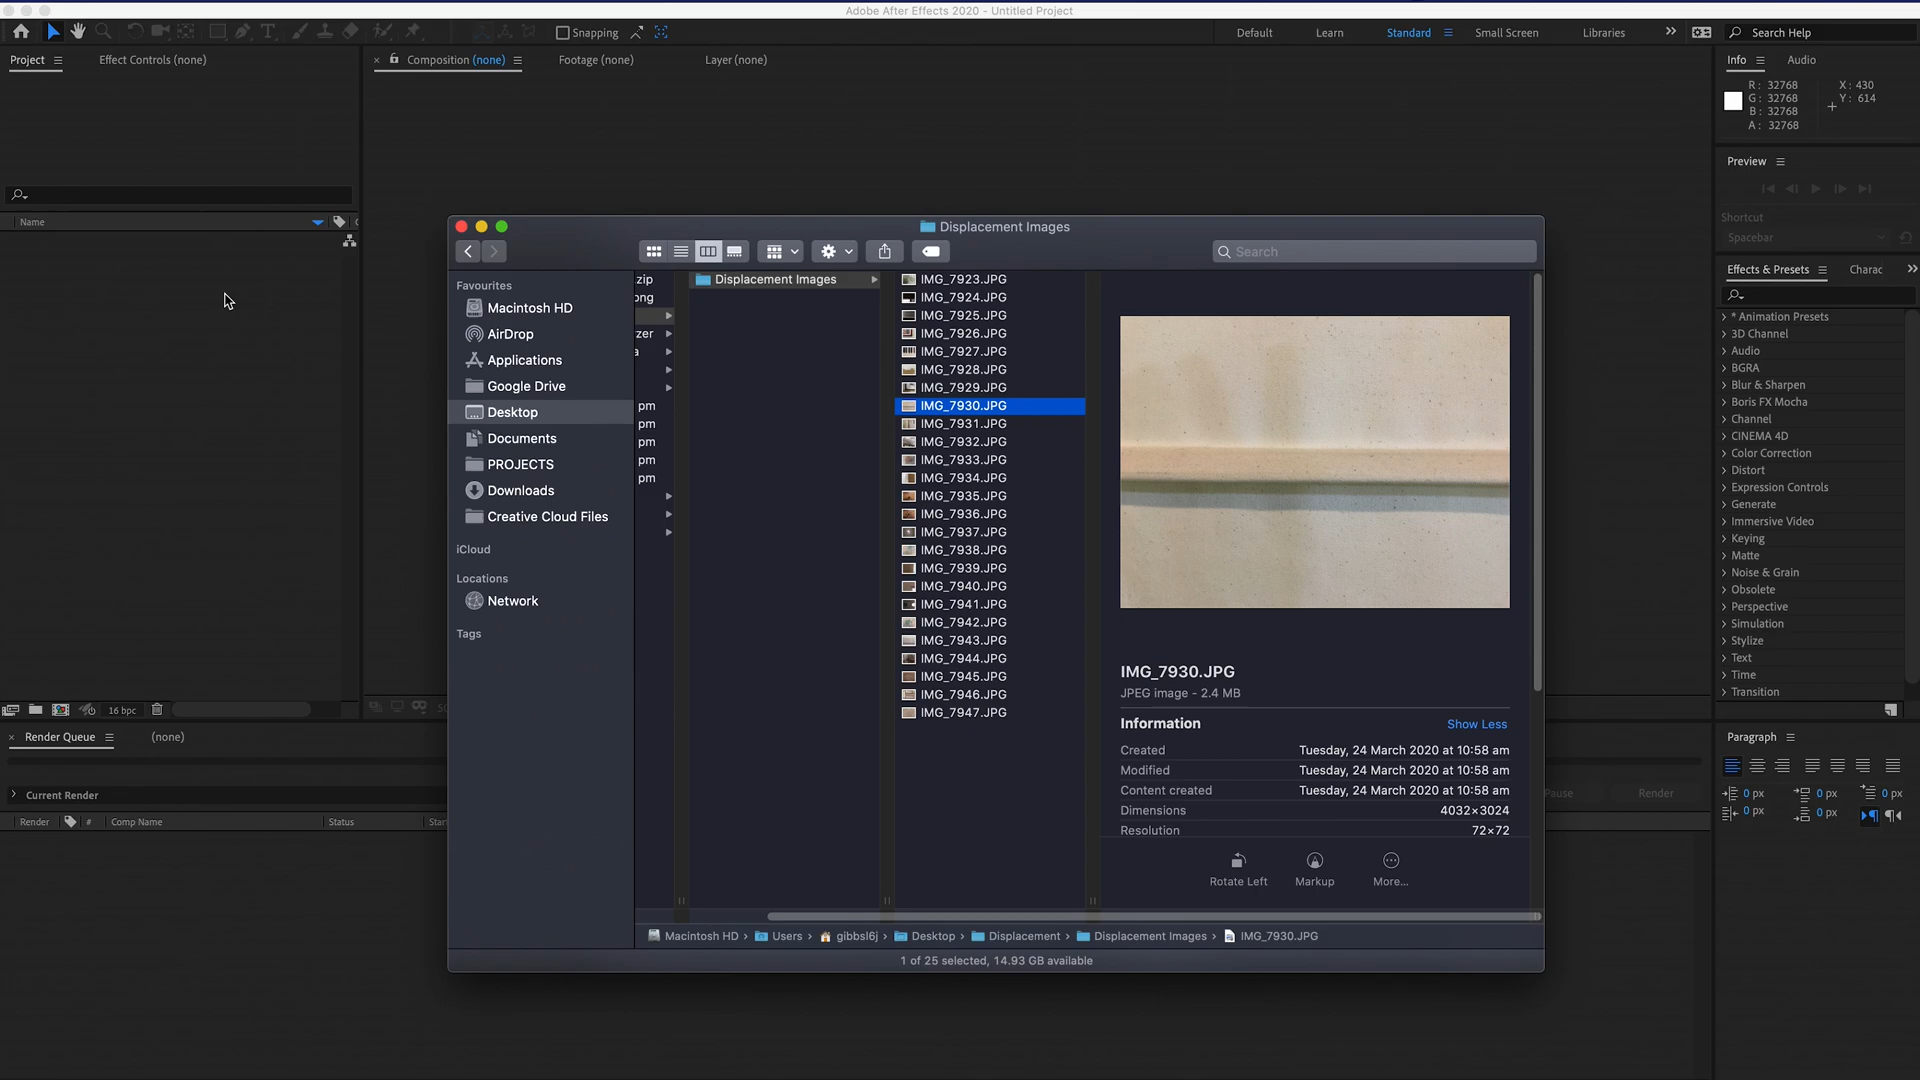 Adobe After Effects 2020 - Untitled Project
Snapping
Default
Learn
Standard
Small Screen
Libraries
Search Help
Project
Effect Controls (none)
Composition (none)
Footage (none)
Layer (none)
Info
Audio
R: 32768
G: 32768
B: 32768
A: 32768
X: 430
Y: 614
Preview
Shortcut
Spacebar
Effects & Presets
Charac
Name
* Animation Presets
3D Channel
Audio
BGRA
Blur & Sharpen
Boris FX Mocha
Channel
CINEMA 4D
Color Correction
Distort
Expression Controls
Generate
Immersive Video
Keying
Matte
Noise & Grain
Obsolete
Perspective
Simulation
Stylize
Text
Time
Transition
Displacement Images
Search
Favourites
Macintosh HD
AirDrop
Applications
Google Drive
Desktop
Documents
PROJECTS
Downloads
Creative Cloud Files
iCloud
Locations
Network
Tags
zip
png
zer
a
pm
pm
pm
pm
pm
Displacement Images
IMG_7923.JPG
IMG_7924.JPG
IMG_7925.JPG
IMG_7926.JPG
IMG_7927.JPG
IMG_7928.JPG
IMG_7929.JPG
IMG_7930.JPG
IMG_7931.JPG
IMG_7932.JPG
IMG_7933.JPG
IMG_7934.JPG
IMG_7935.JPG
IMG_7936.JPG
IMG_7937.JPG
IMG_7938.JPG
IMG_7939.JPG
IMG_7940.JPG
IMG_7941.JPG
IMG_7942.JPG
IMG_7943.JPG
IMG_7944.JPG
IMG_7945.JPG
IMG_7946.JPG
IMG_7947.JPG
IMG_7930.JPG
JPEG image - 2.4 MB
Information
Show Less
Created Tuesday, 24 March 2020 at 10:58 am
Modified Tuesday, 24 March 2020 at 10:58 am
Content created Tuesday, 24 March 2020 at 10:58 am
Dimensions 4032×3024
Resolution 72×72
Rotate Left
Markup
More...
Macintosh HD › Users › gibbsl6j › Desktop › Displacement › Displacement Images › IMG_7930.JPG
1 of 25 selected, 14.93 GB available
16 bpc
Render Queue
(none)
Current Render
Pause
Render
Render
#
Comp Name
Status
Star
Paragraph
0 px
0 px
0 px
0 px
0 px